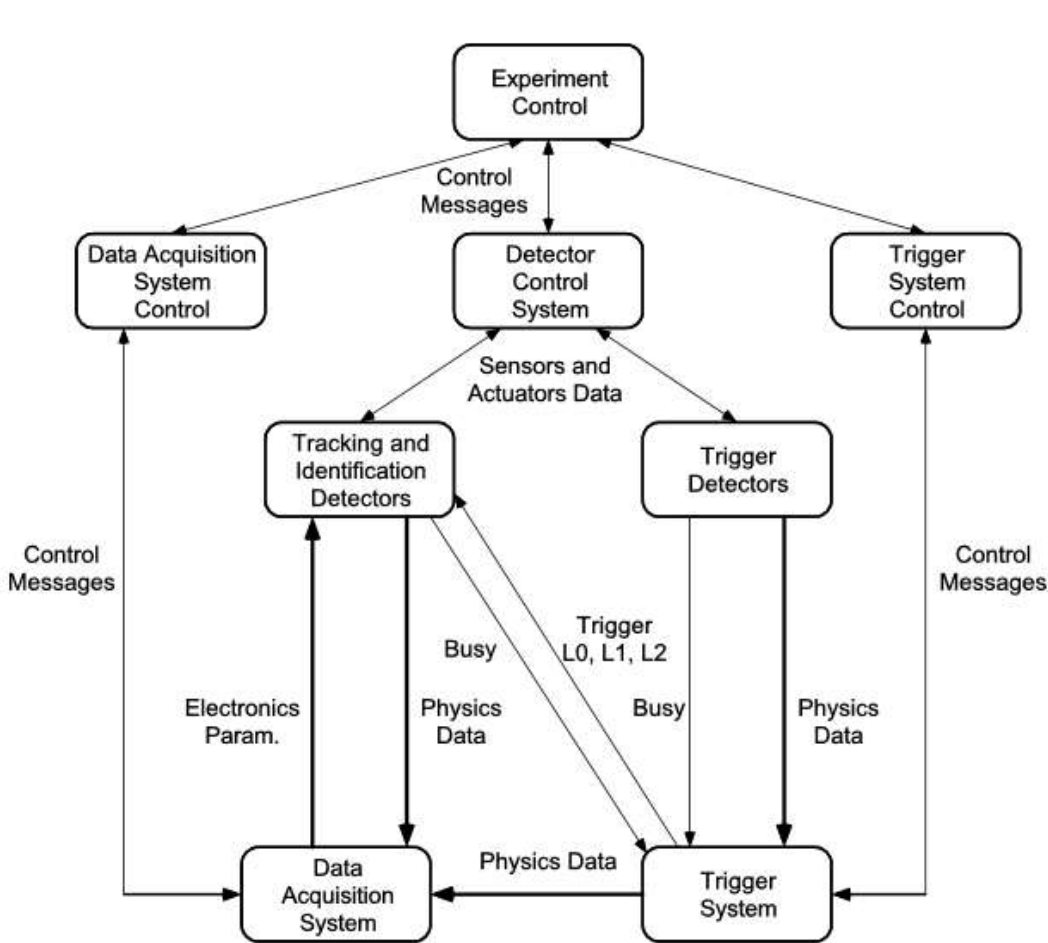 Experiment
Control
Control
Messages
Data Acquisition
System
Control
Detector
Control
System
Trigger
System
Control
Sensors and
Actuators Data
Tracking and
Identification
Detectors
Trigger
Detectors
Control
Messages
Control
Messages
Busy
Trigger
L0, L1, L2
Electronics
Param.
Physics
Data
Busy
Physics
Data
Data
Acquisition
System
Physics Data
Trigger
System